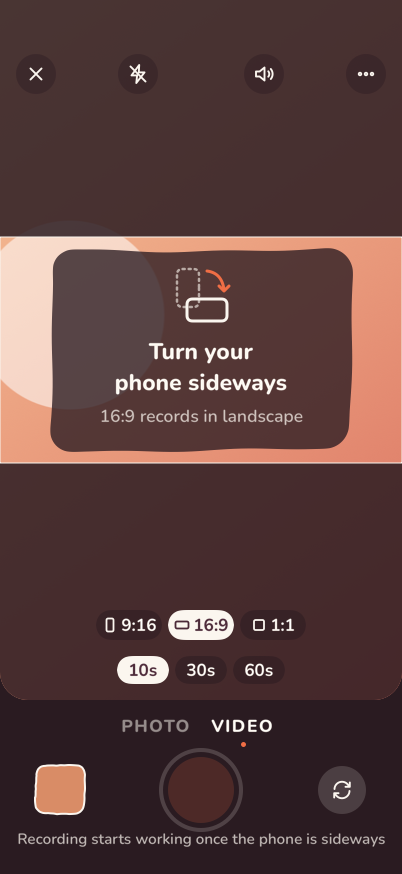 Turn your
phone sideways
16:9 records in landscape
9:16 16:9 1:1
10s 30s 60s
PHOTO VIDEO
Recording starts working once the phone is sideways